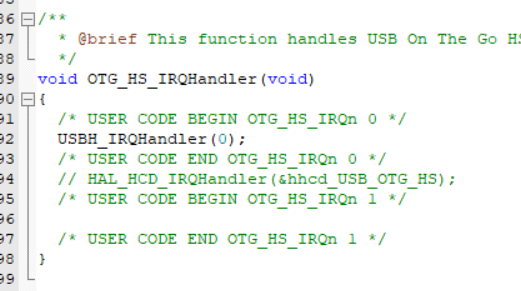 86 /**
87 * @brief This function handles USB On The Go HS
88 */
89 void OTG_HS_IRQHandler(void)
90 {
91 /* USER CODE BEGIN OTG_HS_IRQn 0 */
92 USBH_IRQHandler(0);
93 /* USER CODE END OTG_HS_IRQn 0 */
94 // HAL_HCD_IRQHandler(&hhcd_USB_OTG_HS);
95 /* USER CODE BEGIN OTG_HS_IRQn 1 */
96
97 /* USER CODE END OTG_HS_IRQn 1 */
98 }
99